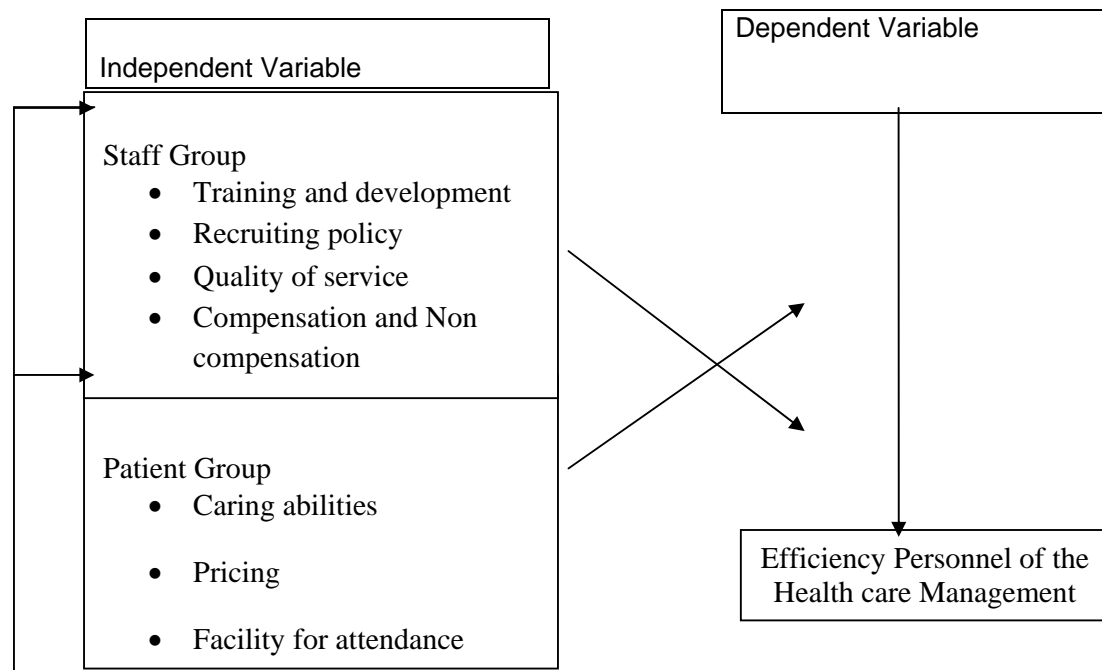 Independent Variable
Staff Group
• Training and development
• Recruiting policy
• Quality of service
• Compensation and Non
compensation
Patient Group
• Caring abilities
• Pricing
• Facility for attendance
Dependent Variable
Efficiency Personnel of the
Health care Management